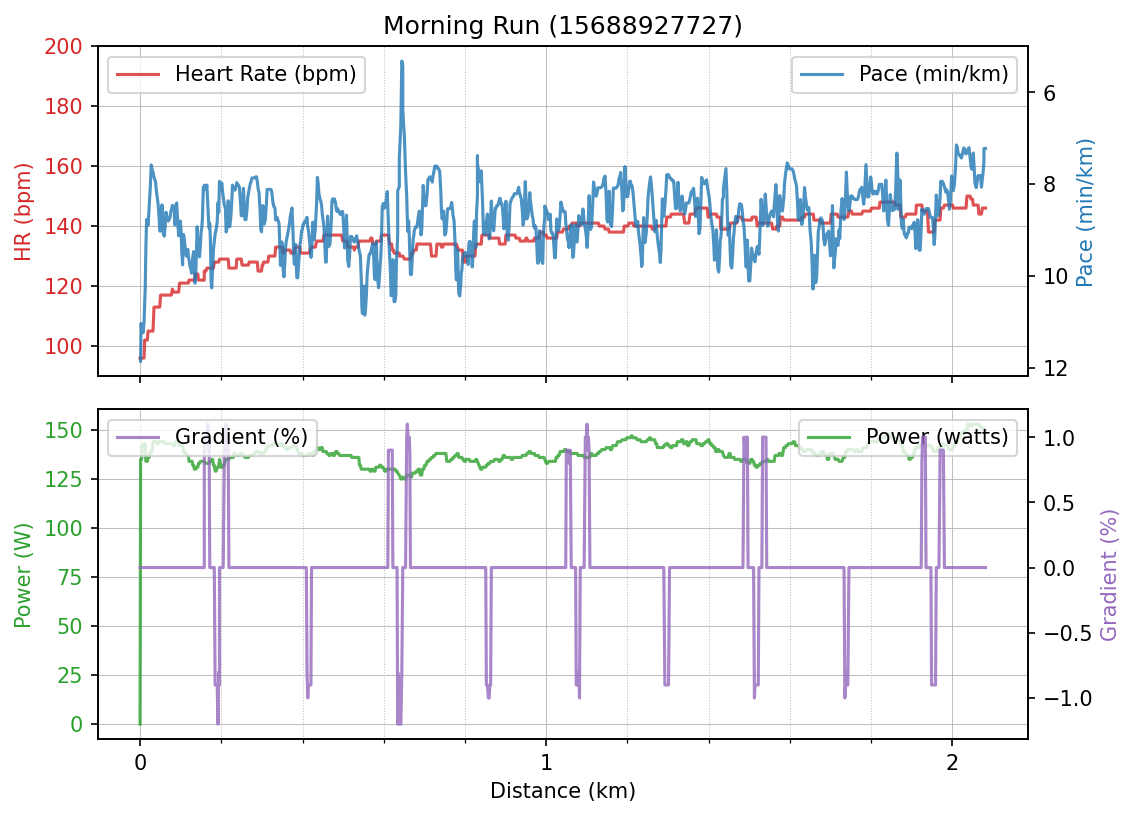 Morning Run (15688927727)
Heart Rate (bpm)
Pace (min/km)
HR (bpm)
200
180
160
140
120
100
6
8
10
12
Pace (min/km)
Gradient (%)
Power (watts)
Power (W)
150
125
100
75
50
25
0
1.0
0.5
0.0
−0.5
−1.0
Gradient (%)
0 1 2
Distance (km)